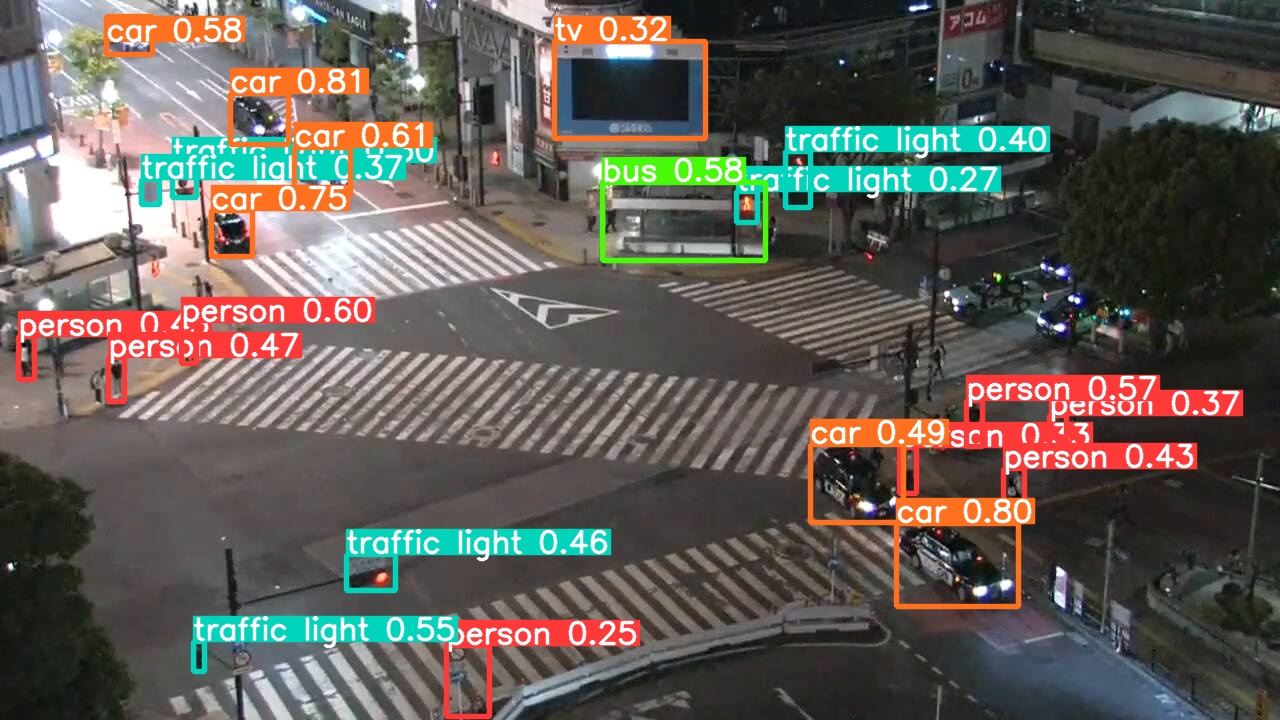 car 0.58
AMERICAN EAGLE
tv 0.32
アコム
car 0.81
car 0.61
traffic light 0.37
traffic light 0.40
bus 0.58
traffic light 0.27
car 0.75
person 0.60
person 0.47
person 0.57
person 0.37
car 0.49
person 0.43
car 0.80
traffic light 0.46
traffic light 0.55
person 0.25